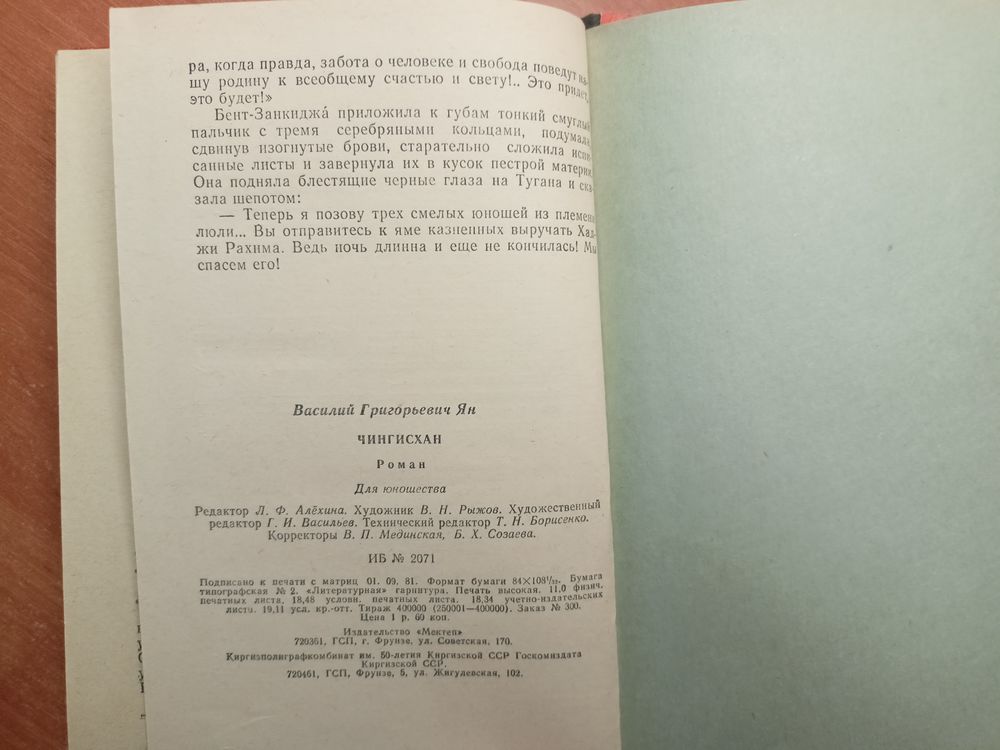 ра, когда правда, забота о человеке и свобода поведут на-
шу родину к всеобщему счастью и свету!.. Это придет,
это будет!»
Бент-Занкиджá приложила к губам тонкий смуглый
пальчик с тремя серебряными кольцами, подумала,
сдвинув изогнутые брови, старательно сложила испи-
санные листы и завернула их в кусок пестрой материи.
Она подняла блестящие черные глаза на Тугана и ска-
зала шепотом:
— Теперь я позову трех смелых юношей из племени
люли... Вы отправитесь к яме казненных выручать Хад-
жи Рахима. Ведь ночь длинна и еще не кончилась! Мы
спасем его!
Василий Григорьевич Ян
ЧИНГИСХАН
Роман
Для юношества
Редактор Л. Ф. Алёхина. Художник В. Н. Рыжов. Художественный
редактор Г. И. Васильев. Технический редактор Т. Н. Борисенко.
Корректоры В. П. Мединская, Б. Х. Созаева.
ИБ № 2071
Подписано к печати с матриц 01. 09. 81. Формат бумаги 84×108¹/₃₂. Бумага
типографская № 2. «Литературная» гарнитура. Печать высокая. 11,0 физич.
печатных листа. 18,48 условн. печатных листа. 18,34 учетно-издательских
листа. 19,11 усл. кр.-отт. Тираж 400000 (250001—400000). Заказ № 300.
Цена 1 р. 60 коп.
Издательство «Мектеп»
720361, ГСП, г. Фрунзе, ул. Советская, 170.
Киргизполиграфкомбинат им. 50-летия Киргизской ССР Госкомиздата
Киргизской ССР.
720461, ГСП, Фрунзе, 5, ул. Жигулевская, 102.